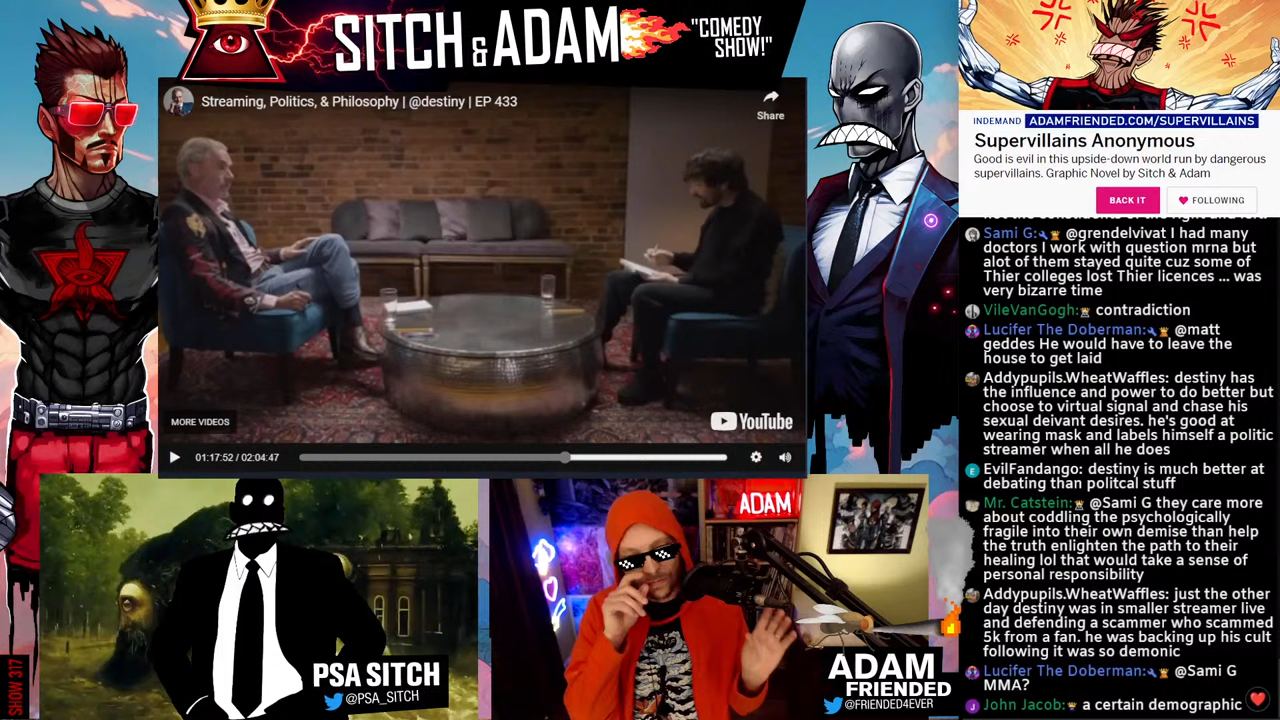 SITCH & ADAM
"COMEDY
SHOW!"
Streaming, Politics, & Philosophy | @destiny | EP 433
Share
MORE VIDEOS
YouTube
01:17:52 / 02:04:47
SHOW 317
PSA SITCH
@PSA_SITCH
ADAM
ADAM
FRIENDED
@FRIENDED4EVER
INDEMAND ADAMFRIENDED.COM/SUPERVILLAINS
Supervillains Anonymous
Good is evil in this upside-down world run by dangerous
supervillains. Graphic Novel by Sitch & Adam
BACK IT
FOLLOWING
Sami G: @grendelvivat I had many
doctors I work with question mrna but
alot of them stayed quite cuz some of
Thier colleges lost Thier licences ... was
very bizarre time
VileVanGogh: contradiction
Lucifer The Doberman: @matt
geddes He would have to leave the
house to get laid
Addypupils.WheatWaffles: destiny has
the influence and power to do better but
choose to virtual signal and chase his
sexual deivant desires. he's good at
wearing mask and labels himself a politic
streamer when all he does
EvilFandango: destiny is much better at
debating than politcal stuff
Mr. Catstein: @Sami G they care more
about coddling the psychologically
fragile into their own demise than help
the truth enlighten the path to their
healing lol that would take a sense of
personal responsibility
Addypupils.WheatWaffles: just the other
day destiny was in smaller streamer live
and defending a scammer who scammed
5k from a fan. he was backing up his cult
following it was so demonic
Lucifer The Doberman: @Sami G
MMA?
John Jacob: a certain demographic